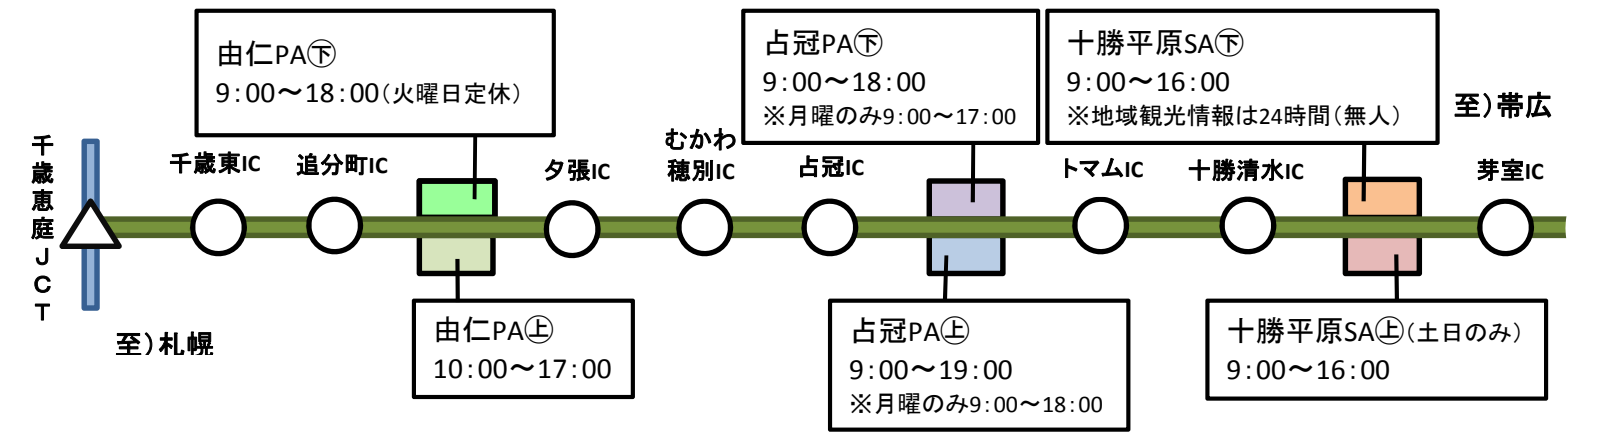 由仁PA㊦
9:00～18:00(火曜日定休)
占冠PA㊦
9:00～18:00
※月曜のみ9:00～17:00
十勝平原SA㊦
9:00～16:00
※地域観光情報は24時間(無人)
至)帯広
千歳恵庭JCT
千歳東IC
追分町IC
夕張IC
むかわ
穂別IC
占冠IC
トマムIC
十勝清水IC
芽室IC
至)札幌
由仁PA㊤
10:00～17:00
占冠PA㊤
9:00～19:00
※月曜のみ9:00～18:00
十勝平原SA㊤(土日のみ)
9:00～16:00